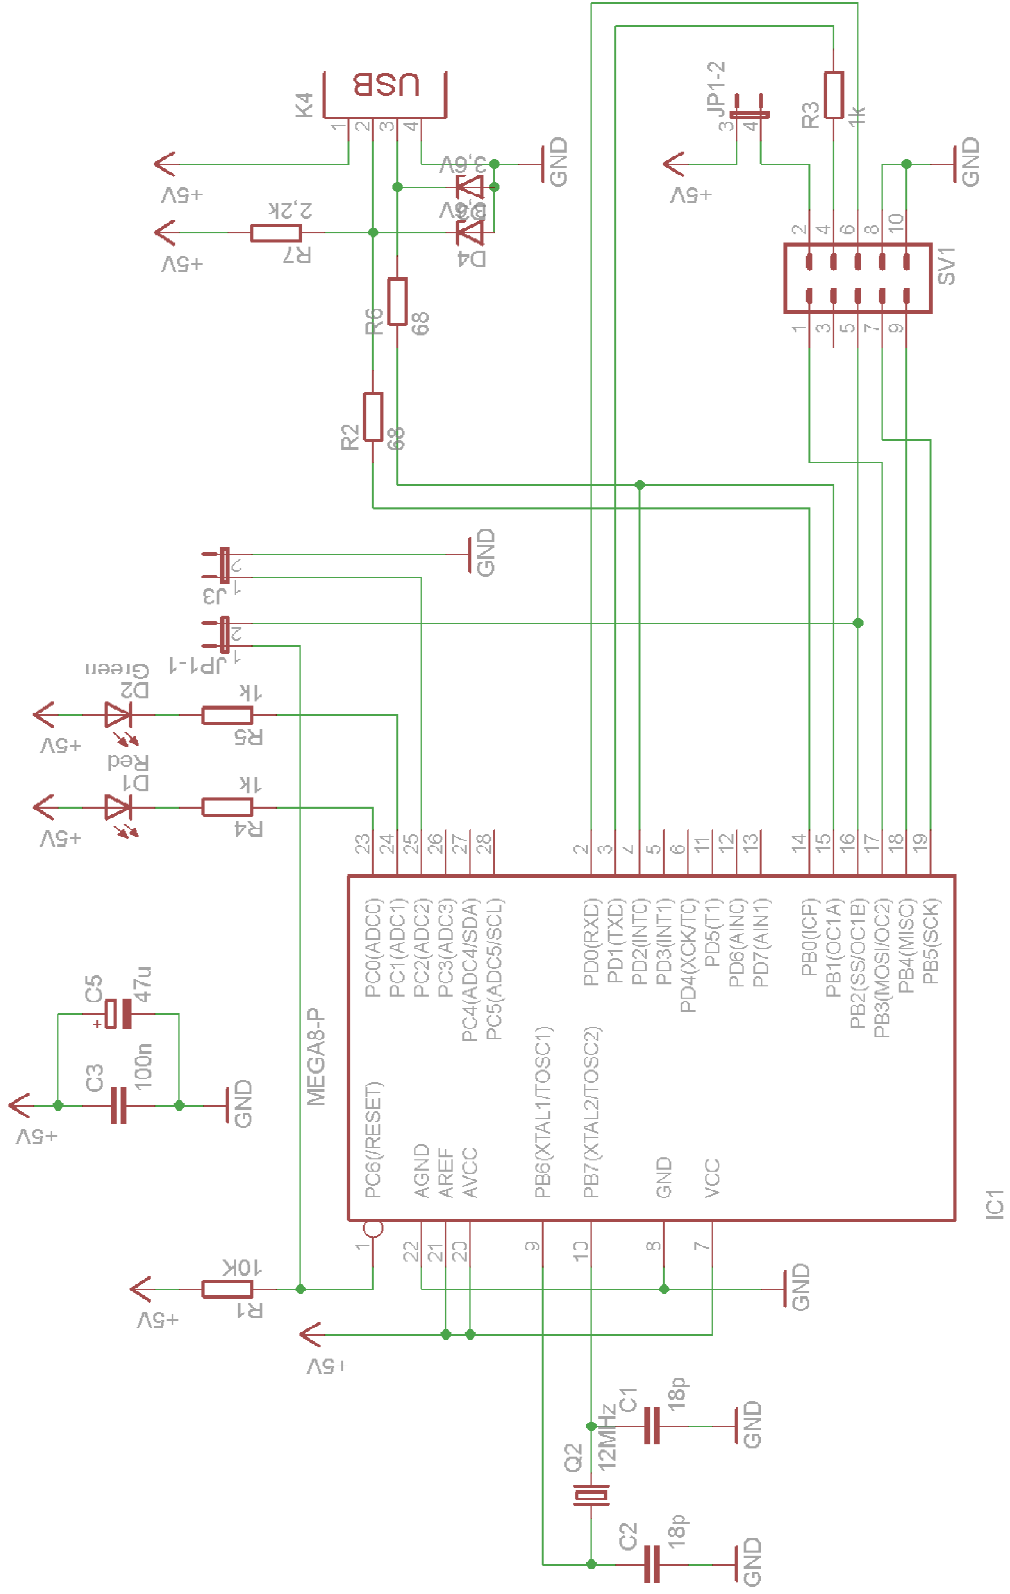 USB
K4
1
2
3
4
+5V
3,6V
GND
2,2k
R7
+5V
3,6V
D4
R6
68
R2
68
JP1-2
3
4
+5V
R3
1k
GND
2
4
6
8
10
SV1
1
3
5
7
9
GND
2
1
J3
2
1
JP1-1
Green
D2
1k
R5
+5V
Red
D1
1k
R4
+5V
23
24
25
26
27
28
2
3
4
5
6
11
12
13
14
15
16
17
18
19
PC0(ADC0)
PC1(ADC1)
PC2(ADC2)
PC3(ADC3)
PC4(ADC4/SDA)
PC5(ADC5/SCL)
PD0(RXD)
PD1(TXD)
PD2(INT0)
PD3(INT1)
PD4(XCK/T0)
PD5(T1)
PD6(AIN0)
PD7(AIN1)
PB0(ICP)
PB1(OC1A)
PB2(SS/OC1B)
PB3(MOSI/OC2)
PB4(MISO)
PB5(SCK)
C5
47u
+
C3
100n
+5V
GND
MEGA8-P
PC6(/RESET)
AGND
AREF
AVCC
PB6(XTAL1/TOSC1)
PB7(XTAL2/TOSC2)
GND
VCC
IC1
1
22
21
20
9
10
8
7
10K
R1
+5V
GND
+5V
Q2
12MHz
C1
18p
GND
C2
18p
GND